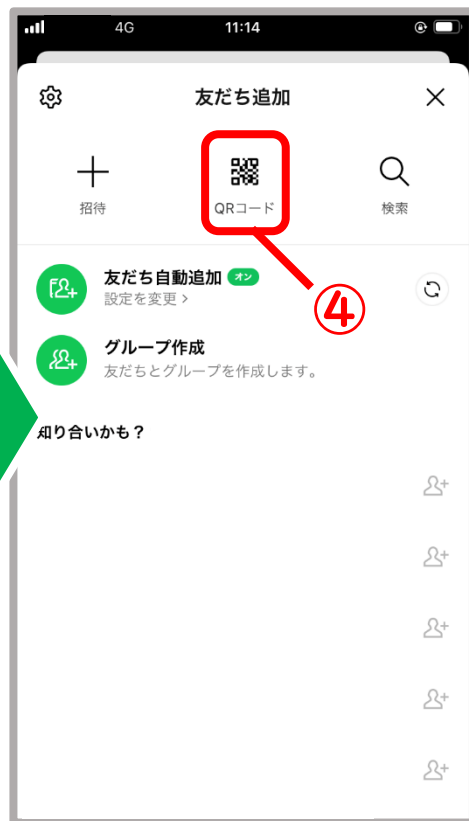 4G 11:14
友だち追加
招待 QRコード 検索
友だち自動追加 オン
設定を変更 >
④
グループ作成
友だちとグループを作成します。
知り合いかも？